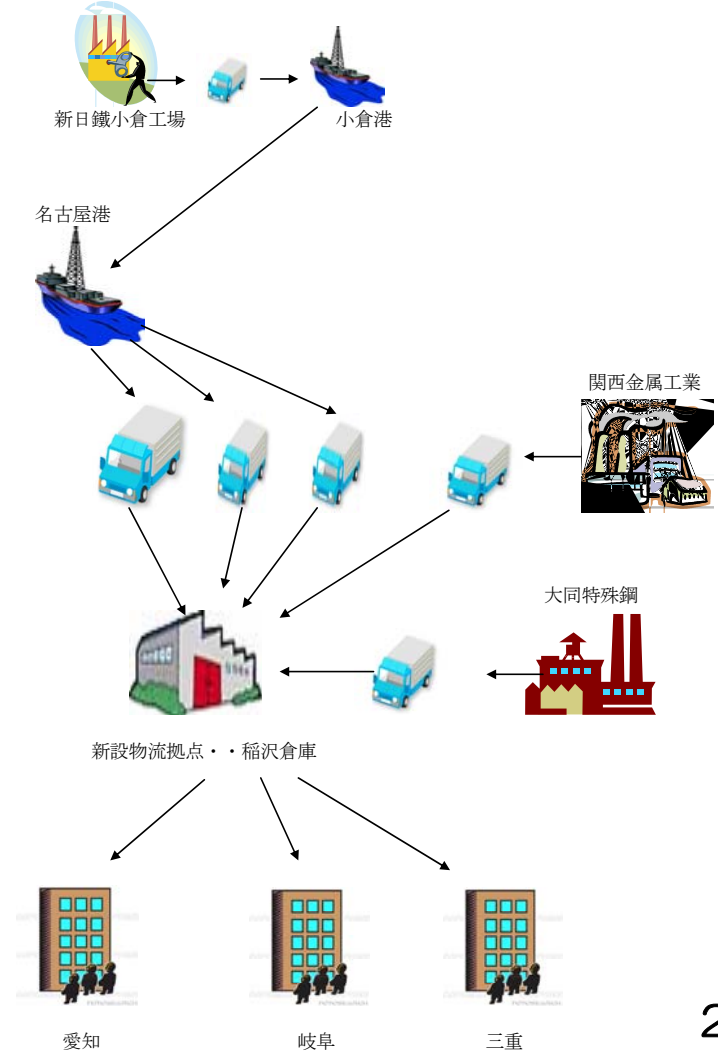 新日鐵小倉工場
小倉港
名古屋港
関西金属工業
大同特殊鋼
新設物流拠点・・稲沢倉庫
愛知
岐阜
三重
2